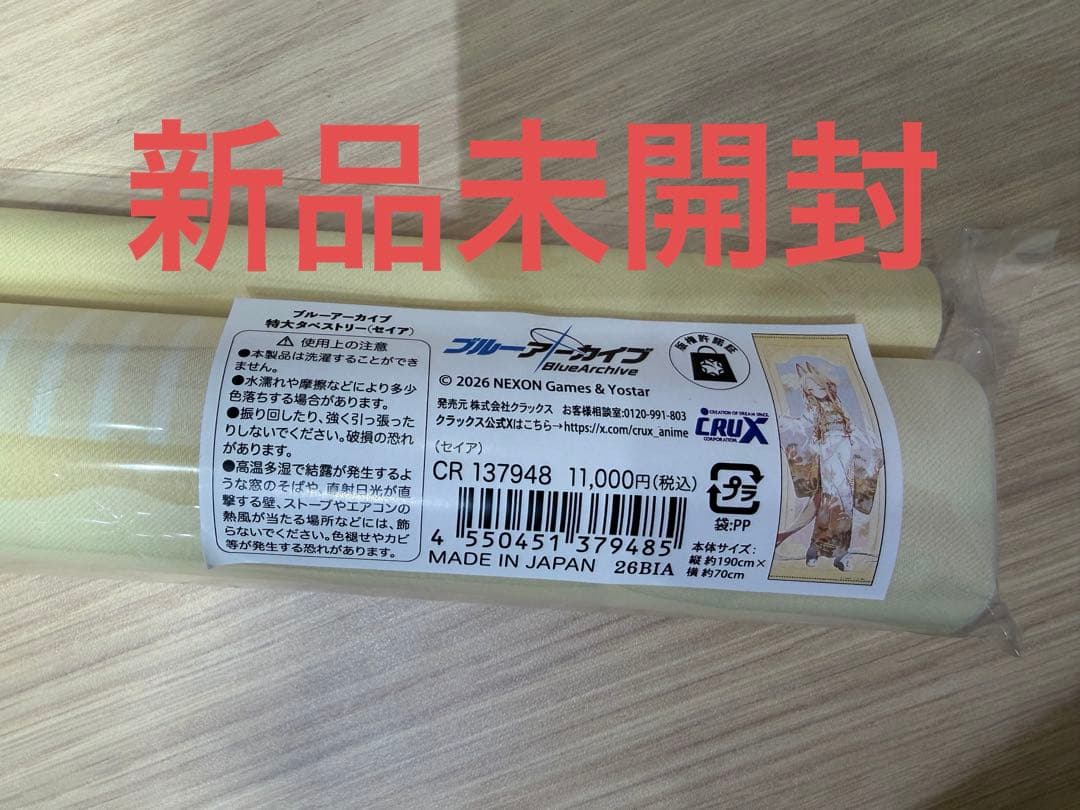 新品未開封
ブルーアーカイブ
特大タペストリー(セイア)
⚠ 使用上の注意
●本製品は洗濯することができ
ません。
●水濡れや摩擦などにより多少
色落ちする場合があります。
●振り回したり、強く引っ張った
りしないでください。破損の恐れ
があります。
●高温多湿で結露が発生するよ
うな窓のそばや、直射日光が直
撃する壁、ストーブやエアコンの
熱風が当たる場所などには、飾
らないでください。色褪せやカビ
等が発生する恐れがあります。
ブルーアーカイブ
BlueArchive
版権許諾証
© 2026 NEXON Games & Yostar
発売元 株式会社クラックス お客様相談室:0120-991-803
クラックス公式Xはこちら→https://x.com/crux_anime
CREATION OF DREAM SPACE
CRUX
CORPORATION
(セイア)
CR 137948 11,000円(税込)
4 550451 379485
MADE IN JAPAN 26BIA
プラ
袋:PP
本体サイズ:
縦 約190cm×
横 約70cm